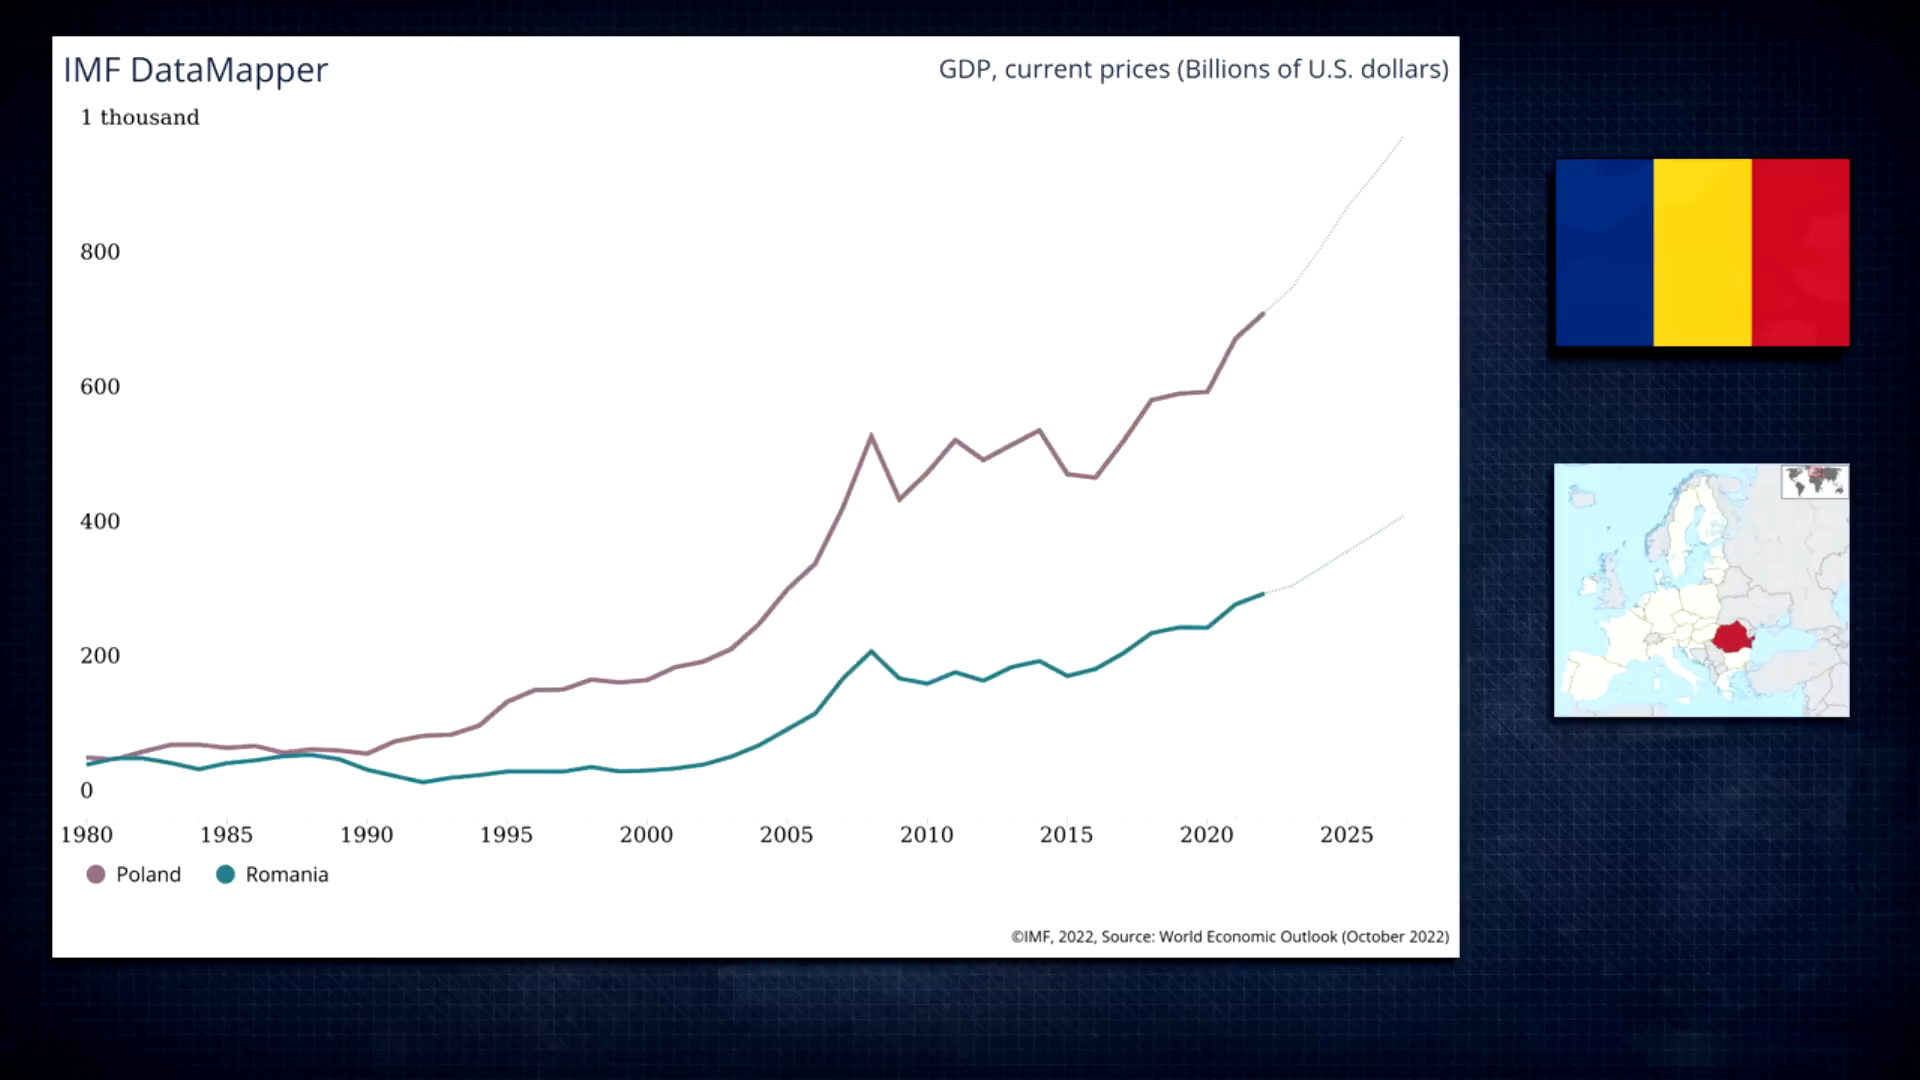 IMF DataMapper
GDP, current prices (Billions of U.S. dollars)
1 thousand
800
600
400
200
0
1980 1985 1990 1995 2000 2005 2010 2015 2020 2025
Poland Romania
©IMF, 2022, Source: World Economic Outlook (October 2022)